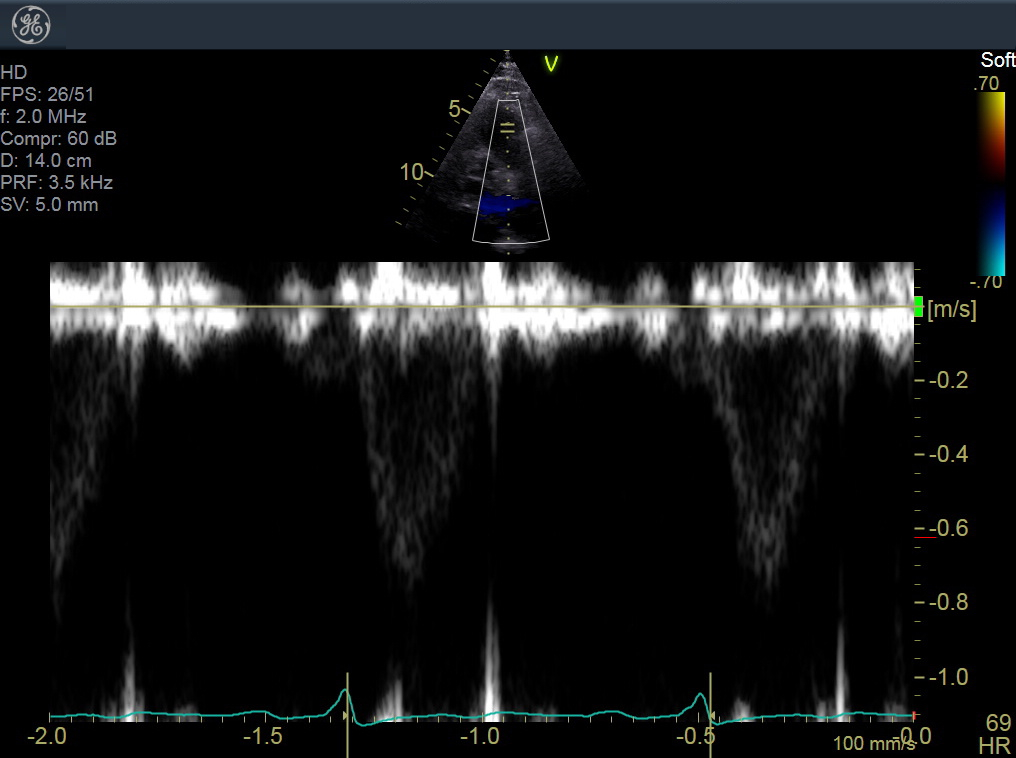 GE
V
Soft
HD
.70
FPS: 26/51
f: 2.0 MHz
5
Compr: 60 dB
D: 14.0 cm
10
PRF: 3.5 kHz
SV: 5.0 mm
-.70
[m/s]
-0.2
-0.4
-0.6
-0.8
-1.0
-2.0
-1.5
-1.0
-0.5
100 mm/s
0.0
69
HR